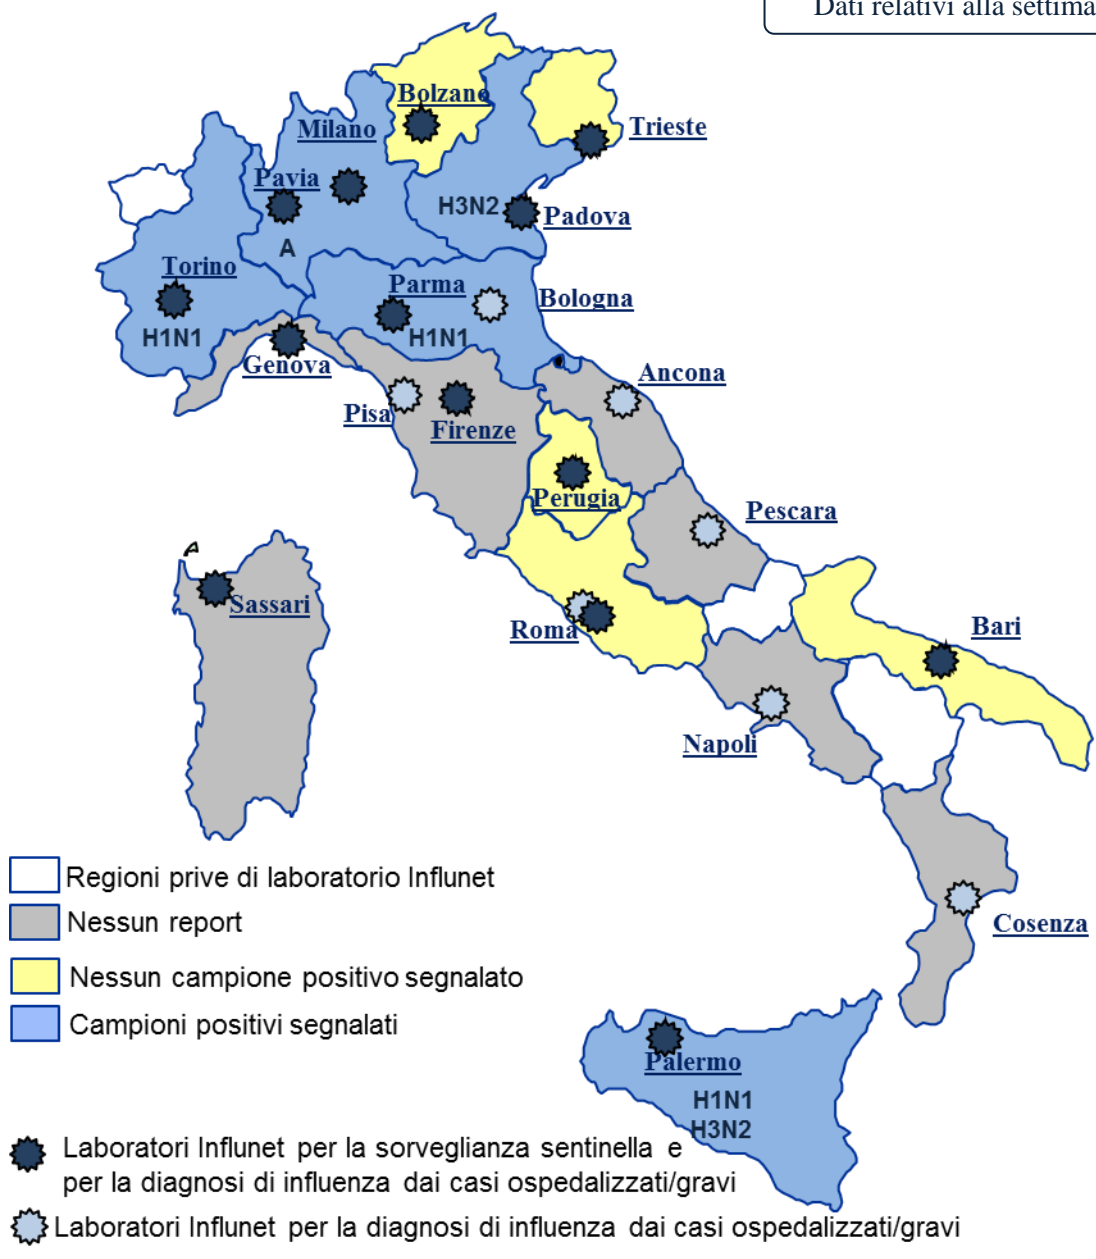 Dati relativi alla settima
Bolzano
Milano
Trieste
Pavia
H3N2
Padova
A
Torino
Parma
Bologna
H1N1
H1N1
Genova
Ancona
Pisa
Firenze
Perugia
Pescara
A
Sassari
Roma
Bari
Napoli
Regioni prive di laboratorio Influnet
Nessun report
Cosenza
Nessun campione positivo segnalato
Campioni positivi segnalati
Palermo
H1N1
H3N2
Laboratori Influnet per la sorveglianza sentinella e
per la diagnosi di influenza dai casi ospedalizzati/gravi
Laboratori Influnet per la diagnosi di influenza dai casi ospedalizzati/gravi